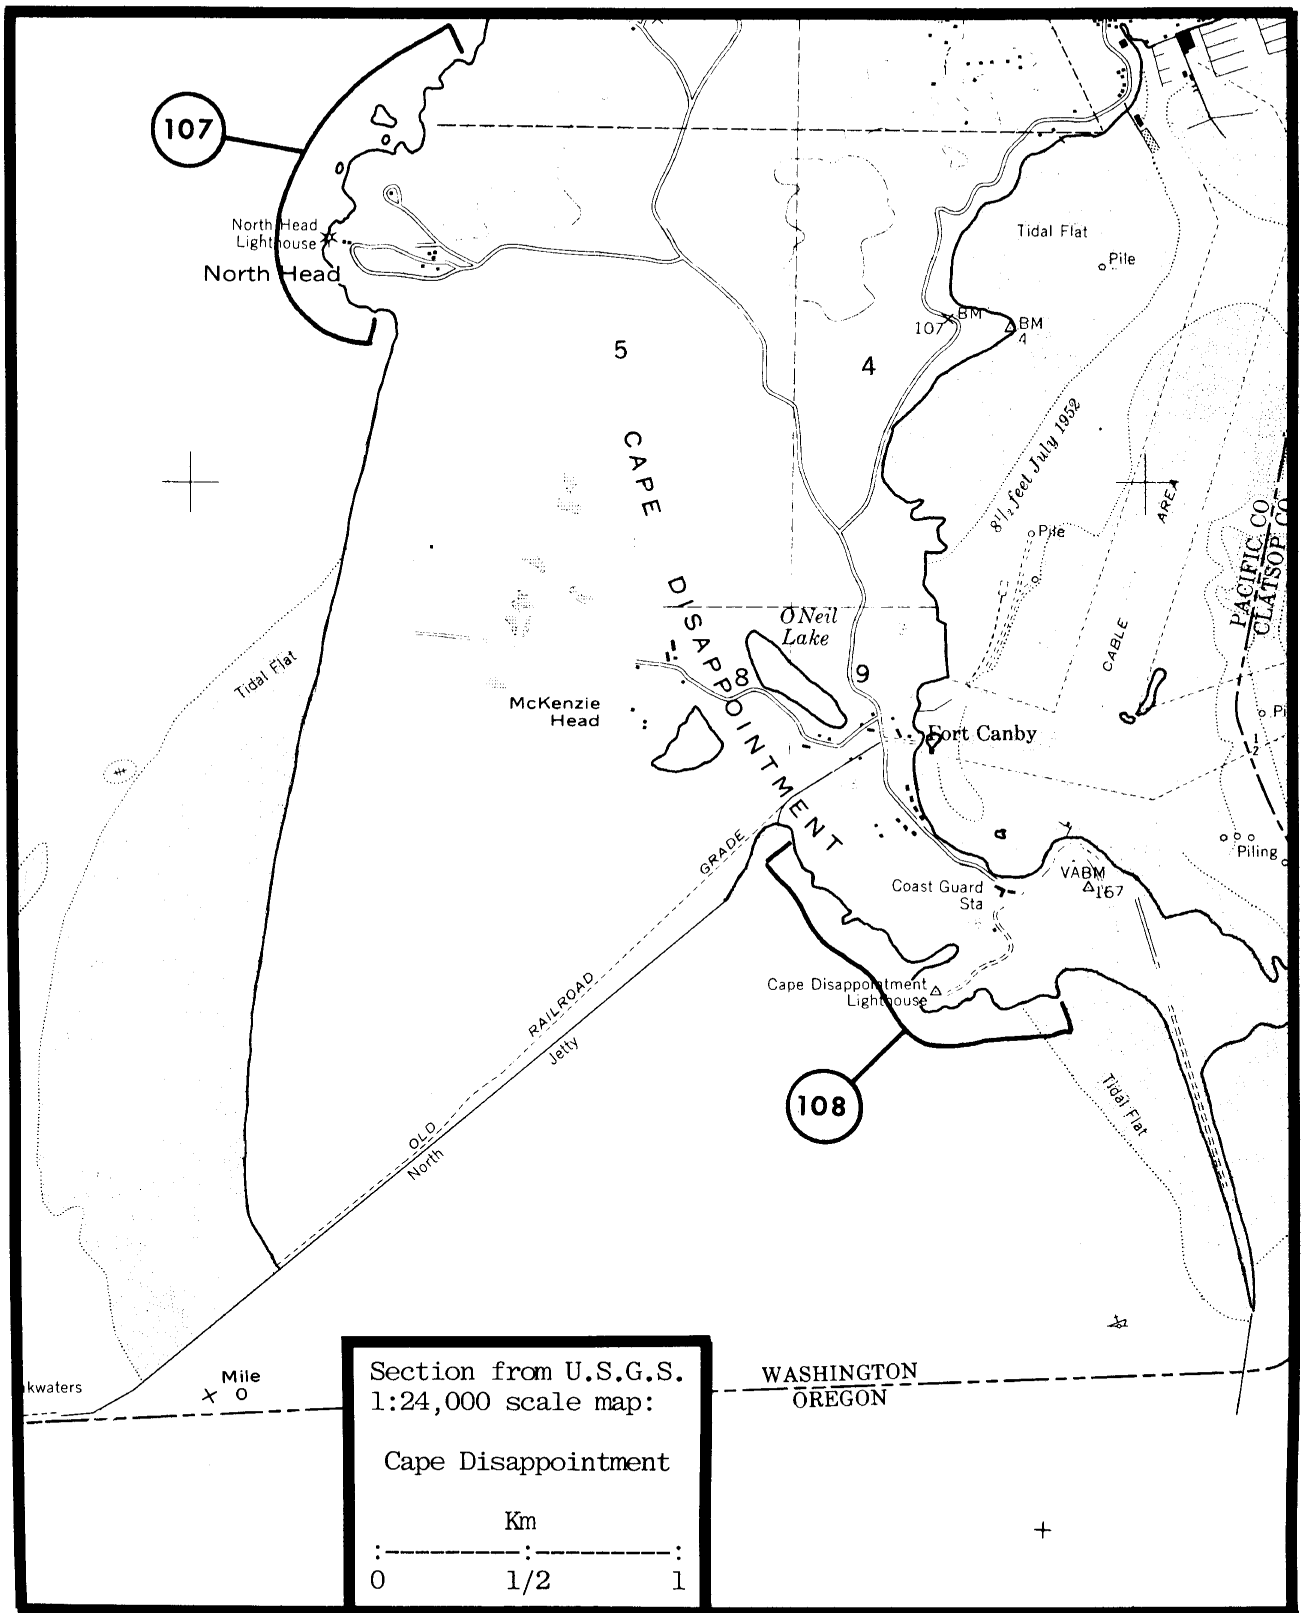 107
North Head
Lighthouse
North Head
Tidal Flat
Pile
BM
107
BM
4
5
4
8 1/2 feet July 1952
CAPE DISAPPOINTMENT
CABLE AREA
PACIFIC CO
CLATSOP CO
Pile
O'Neil
Lake
Tidal Flat
8
9
McKenzie
Head
Fort Canby
Pi
1/2
Piling
OLD RAILROAD GRADE
North Jetty
Coast Guard
Sta
VABM
167
Cape Disappointment
Lighthouse
108
Tidal Flat
kwaters
Mile
0
WASHINGTON
OREGON
Section from U.S.G.S.
1:24,000 scale map:
Cape Disappointment
Km
0 1/2 1